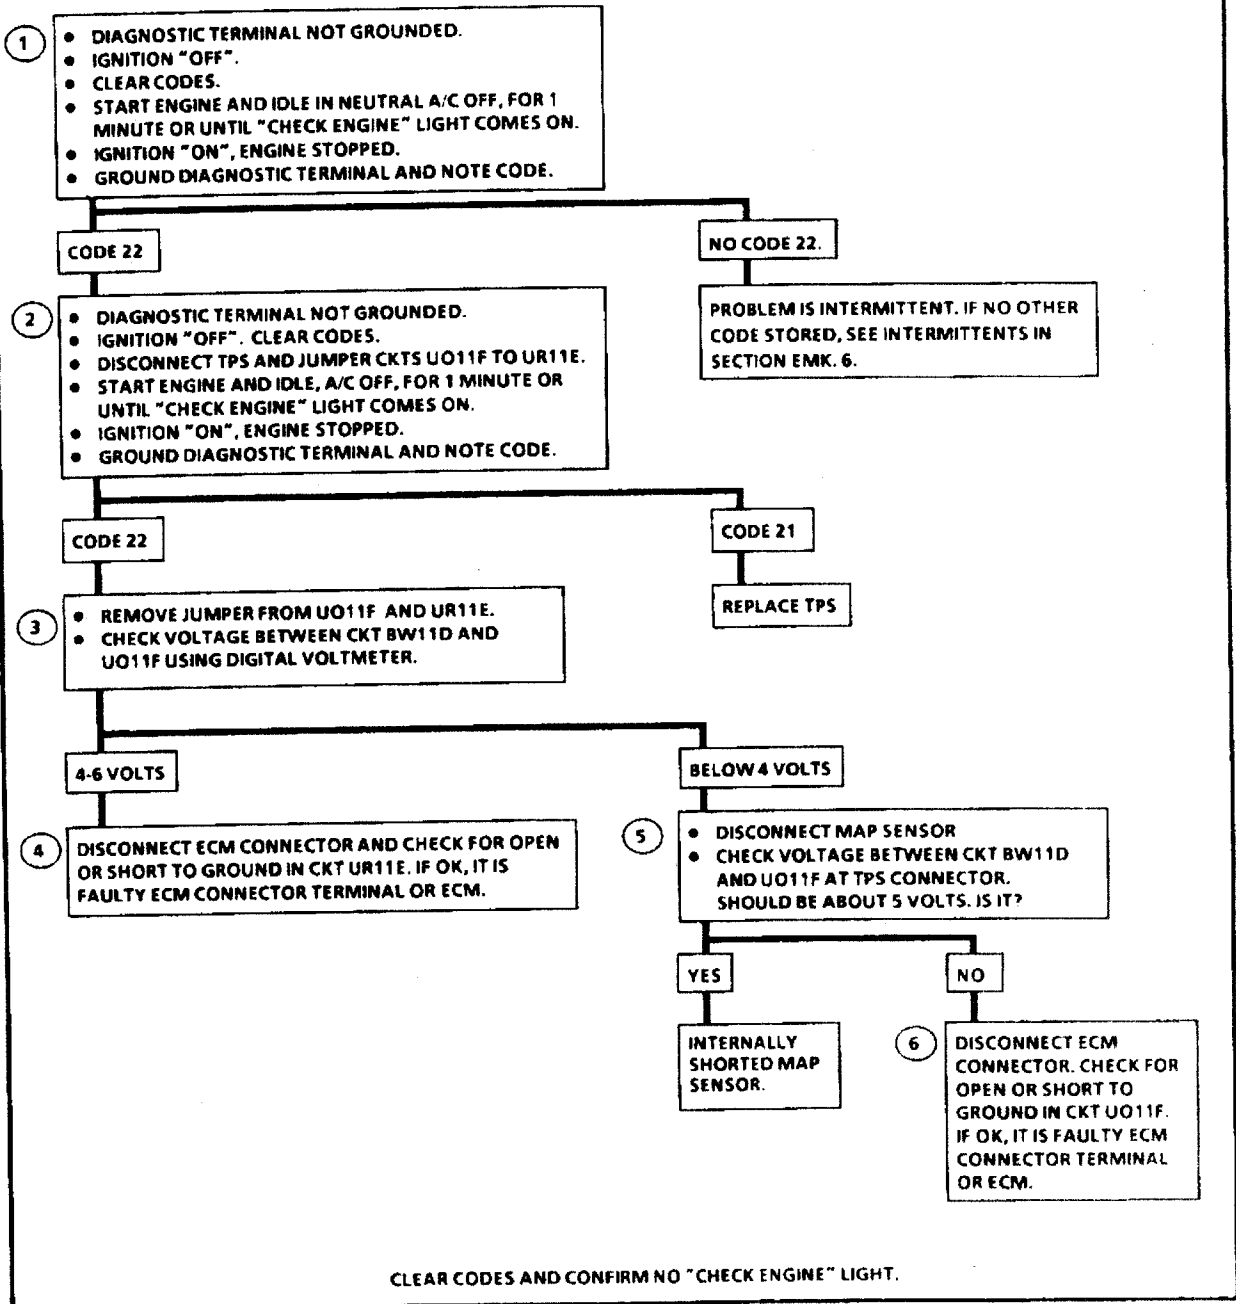 1
• DIAGNOSTIC TERMINAL NOT GROUNDED.
• IGNITION "OFF".
• CLEAR CODES.
• START ENGINE AND IDLE IN NEUTRAL A/C OFF, FOR 1
MINUTE OR UNTIL "CHECK ENGINE" LIGHT COMES ON.
• IGNITION "ON", ENGINE STOPPED.
• GROUND DIAGNOSTIC TERMINAL AND NOTE CODE.
CODE 22
NO CODE 22.
PROBLEM IS INTERMITTENT. IF NO OTHER
CODE STORED, SEE INTERMITTENTS IN
SECTION EMK. 6.
2
• DIAGNOSTIC TERMINAL NOT GROUNDED.
• IGNITION "OFF". CLEAR CODES.
• DISCONNECT TPS AND JUMPER CKTS UO11F TO UR11E.
• START ENGINE AND IDLE, A/C OFF, FOR 1 MINUTE OR
UNTIL "CHECK ENGINE" LIGHT COMES ON.
• IGNITION "ON", ENGINE STOPPED.
• GROUND DIAGNOSTIC TERMINAL AND NOTE CODE.
CODE 22
CODE 21
REPLACE TPS
3
• REMOVE JUMPER FROM UO11F AND UR11E.
• CHECK VOLTAGE BETWEEN CKT BW11D AND
UO11F USING DIGITAL VOLTMETER.
4-6 VOLTS
BELOW 4 VOLTS
4
DISCONNECT ECM CONNECTOR AND CHECK FOR OPEN
OR SHORT TO GROUND IN CKT UR11E. IF OK, IT IS
FAULTY ECM CONNECTOR TERMINAL OR ECM.
5
• DISCONNECT MAP SENSOR
• CHECK VOLTAGE BETWEEN CKT BW11D
AND UO11F AT TPS CONNECTOR.
SHOULD BE ABOUT 5 VOLTS. IS IT?
YES
NO
INTERNALLY
SHORTED MAP
SENSOR.
6
DISCONNECT ECM
CONNECTOR. CHECK FOR
OPEN OR SHORT TO
GROUND IN CKT UO11F.
IF OK, IT IS FAULTY ECM
CONNECTOR TERMINAL
OR ECM.
CLEAR CODES AND CONFIRM NO "CHECK ENGINE" LIGHT.